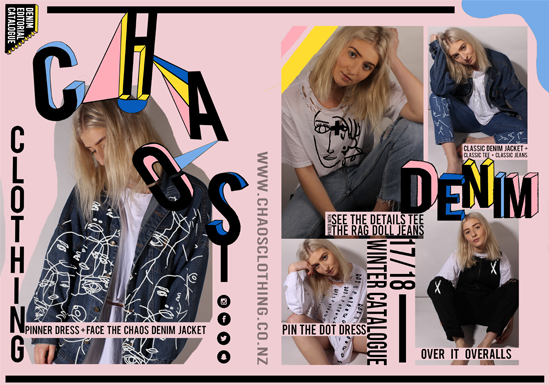 DENIM
EDITORIAL
CATALOGUE
CHAOS
CLOTHING
PINNER DRESS + FACE THE CHAOS DENIM JACKET
WWW.CHAOSCLOTHING.CO.NZ
CLASSIC DENIM JACKET +
CLASSIC TEE + CLASSIC JEANS
DENIM
SEE THE DETAILS TEE
THE RAG DOLL JEANS
17/18
WINTER CATALOGUE
PIN THE DOT DRESS
OVER IT OVERALLS